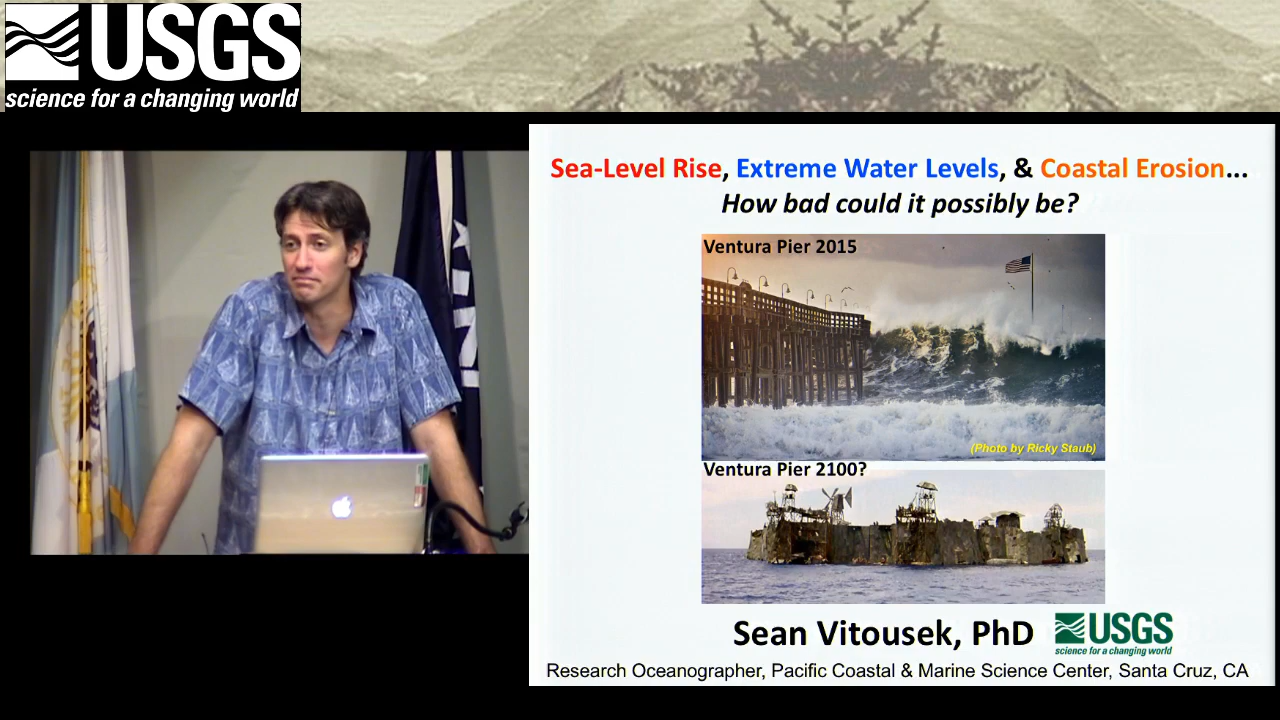 USGS
science for a changing world
Sea-Level Rise, Extreme Water Levels, & Coastal Erosion...
How bad could it possibly be?
Ventura Pier 2015
(Photo by Ricky Staub)
Ventura Pier 2100?
Sean Vitousek, PhD
USGS
science for a changing world
Research Oceanographer, Pacific Coastal & Marine Science Center, Santa Cruz, CA